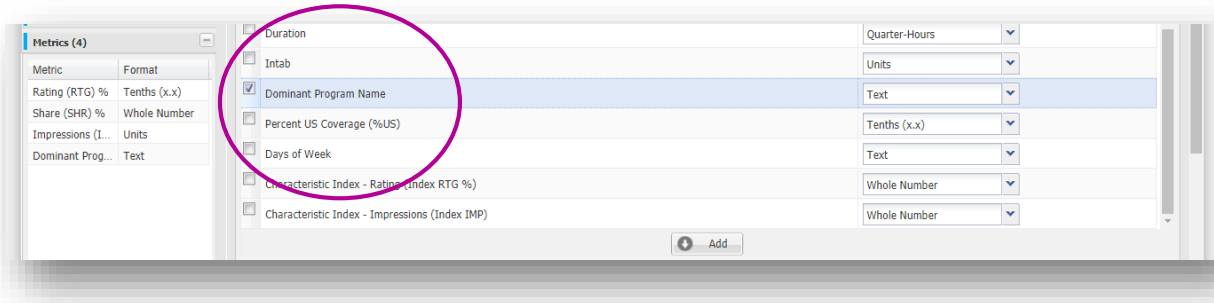 Metrics (4)
Metric Format
Rating (RTG) % Tenths (x.x)
Share (SHR) % Whole Number
Impressions (I... Units
Dominant Prog... Text
Duration Quarter-Hours
Intab Units
Dominant Program Name Text
Percent US Coverage (%US) Tenths (x.x)
Days of Week Text
Characteristic Index - Rating (Index RTG %) Whole Number
Characteristic Index - Impressions (Index IMP) Whole Number
Add